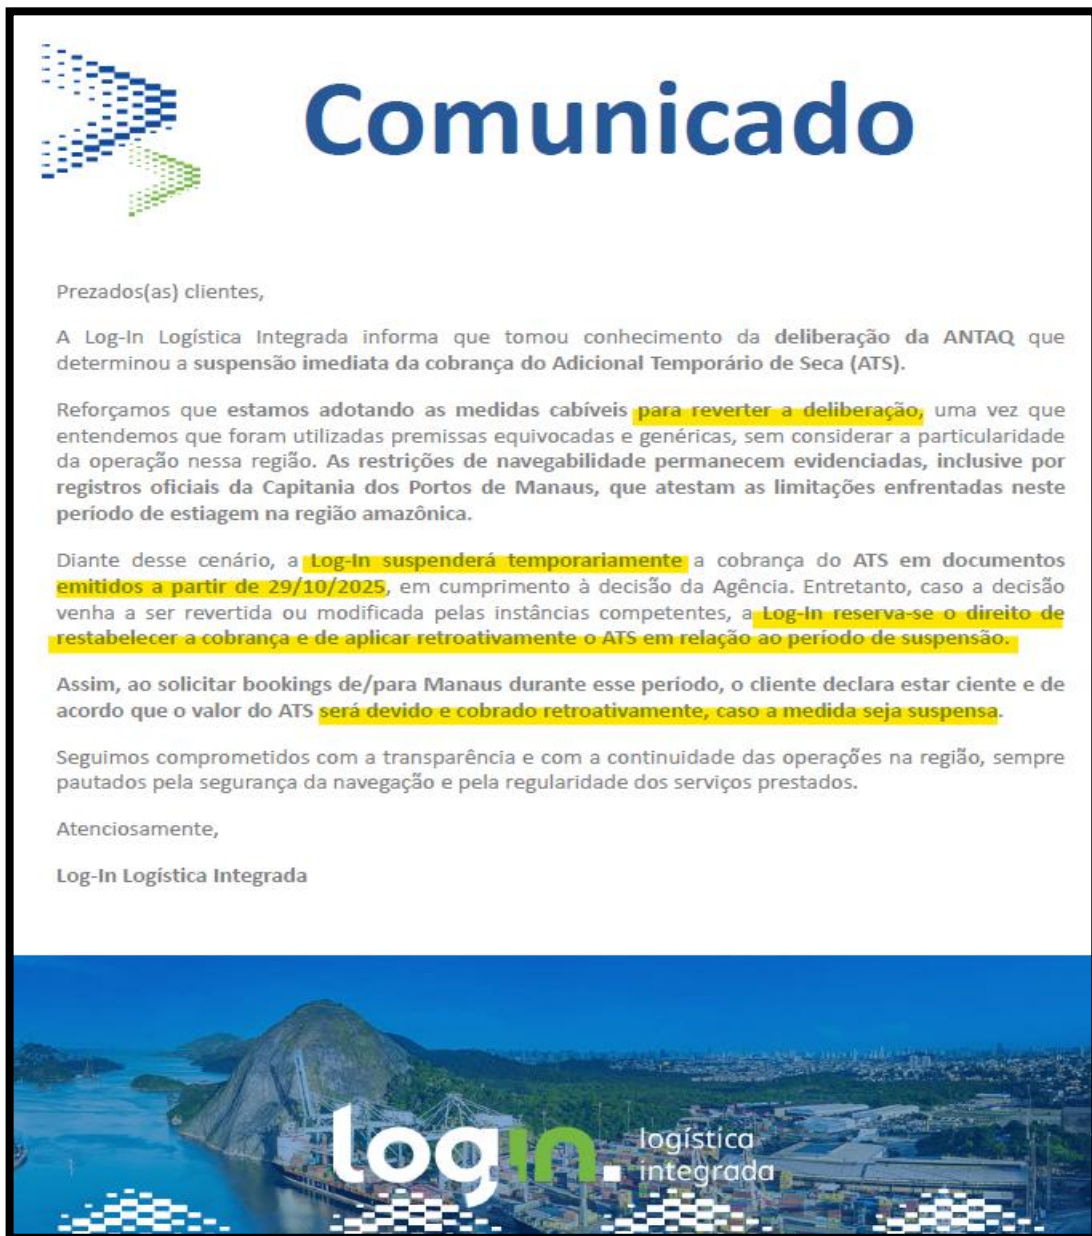 Comunicado
Prezados(as) clientes,
A Log-In Logística Integrada informa que tomou conhecimento da deliberação da ANTAQ que
determinou a suspensão imediata da cobrança do Adicional Temporário de Seca (ATS).
Reforçamos que estamos adotando as medidas cabíveis para reverter a deliberação, uma vez que
entendemos que foram utilizadas premissas equivocadas e genéricas, sem considerar a particularidade
da operação nessa região. As restrições de navegabilidade permanecem evidenciadas, inclusive por
registros oficiais da Capitania dos Portos de Manaus, que atestam as limitações enfrentadas neste
período de estiagem na região amazônica.
Diante desse cenário, a Log-In suspenderá temporariamente a cobrança do ATS em documentos
emitidos a partir de 29/10/2025, em cumprimento à decisão da Agência. Entretanto, caso a decisão
venha a ser revertida ou modificada pelas instâncias competentes, a Log-In reserva-se o direito de
restabelecer a cobrança e de aplicar retroativamente o ATS em relação ao período de suspensão.
Assim, ao solicitar bookings de/para Manaus durante esse período, o cliente declara estar ciente e de
acordo que o valor do ATS será devido e cobrado retroativamente, caso a medida seja suspensa.
Seguimos comprometidos com a transparência e com a continuidade das operações na região, sempre
pautados pela segurança da navegação e pela regularidade dos serviços prestados.
Atenciosamente,
Log-In Logística Integrada
login. logística
integrada